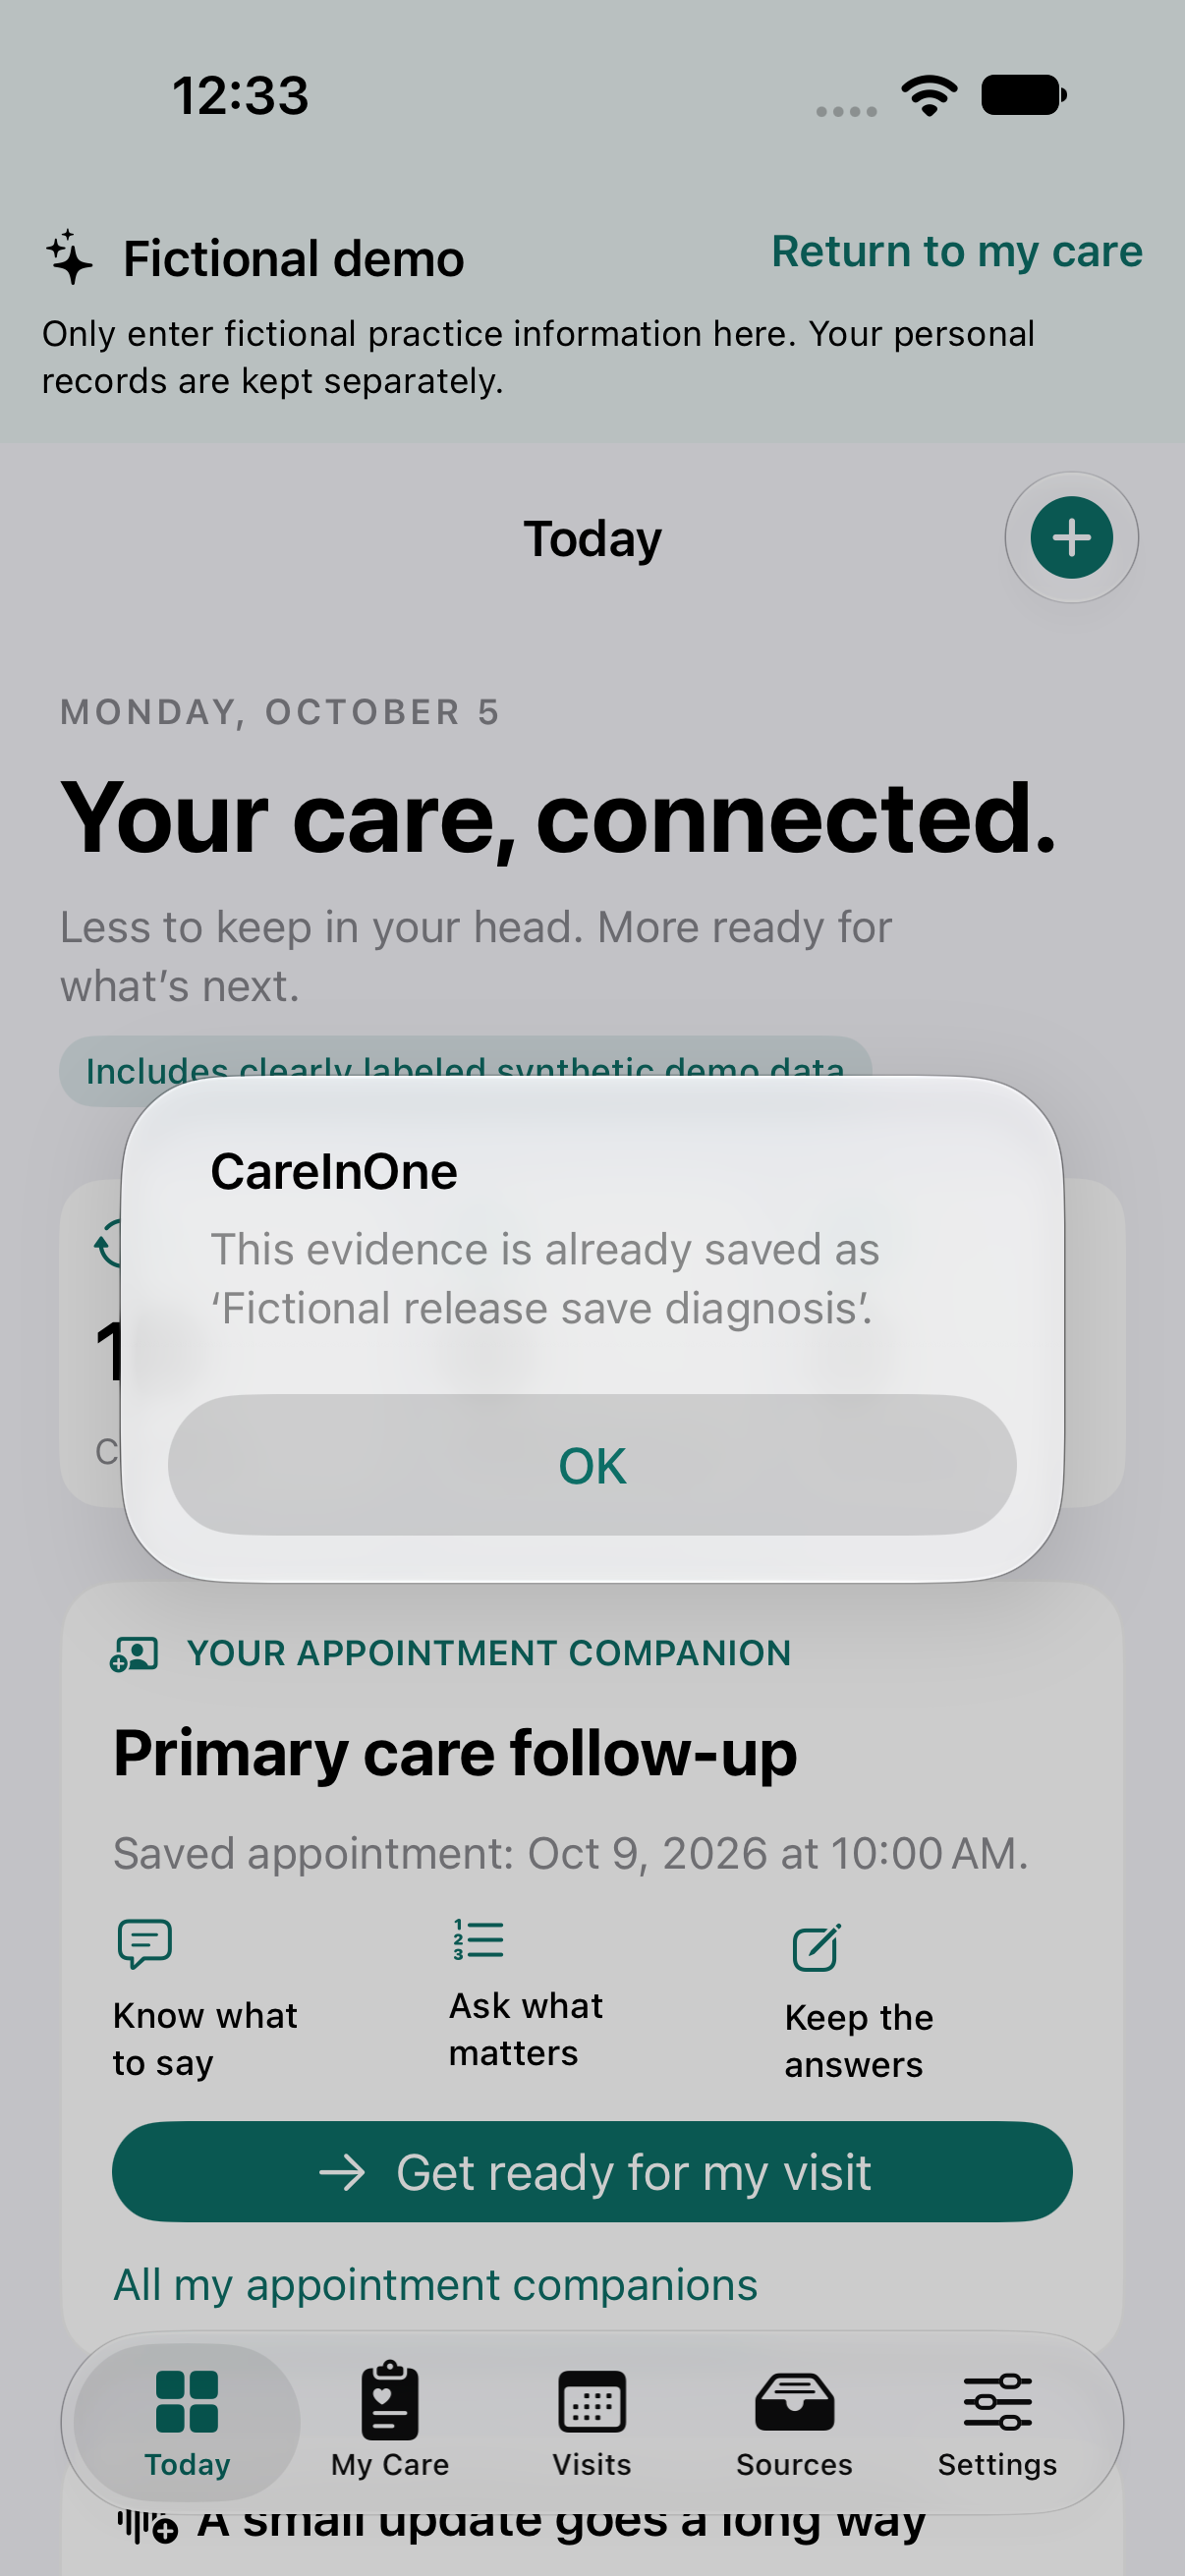 12:33
Fictional demo
Return to my care
Only enter fictional practice information here. Your personal
records are kept separately.
Today
MONDAY, OCTOBER 5
Your care, connected.
Less to keep in your head. More ready for
what’s next.
Includes clearly labeled synthetic demo data
CareInOne
This evidence is already saved as
‘Fictional release save diagnosis’.
OK
YOUR APPOINTMENT COMPANION
Primary care follow-up
Saved appointment: Oct 9, 2026 at 10:00 AM.
1
2
3
Know what
to say
Ask what
matters
Keep the
answers
Get ready for my visit
All my appointment companions
Today
My Care
Visits
Sources
Settings
A small update goes a long way